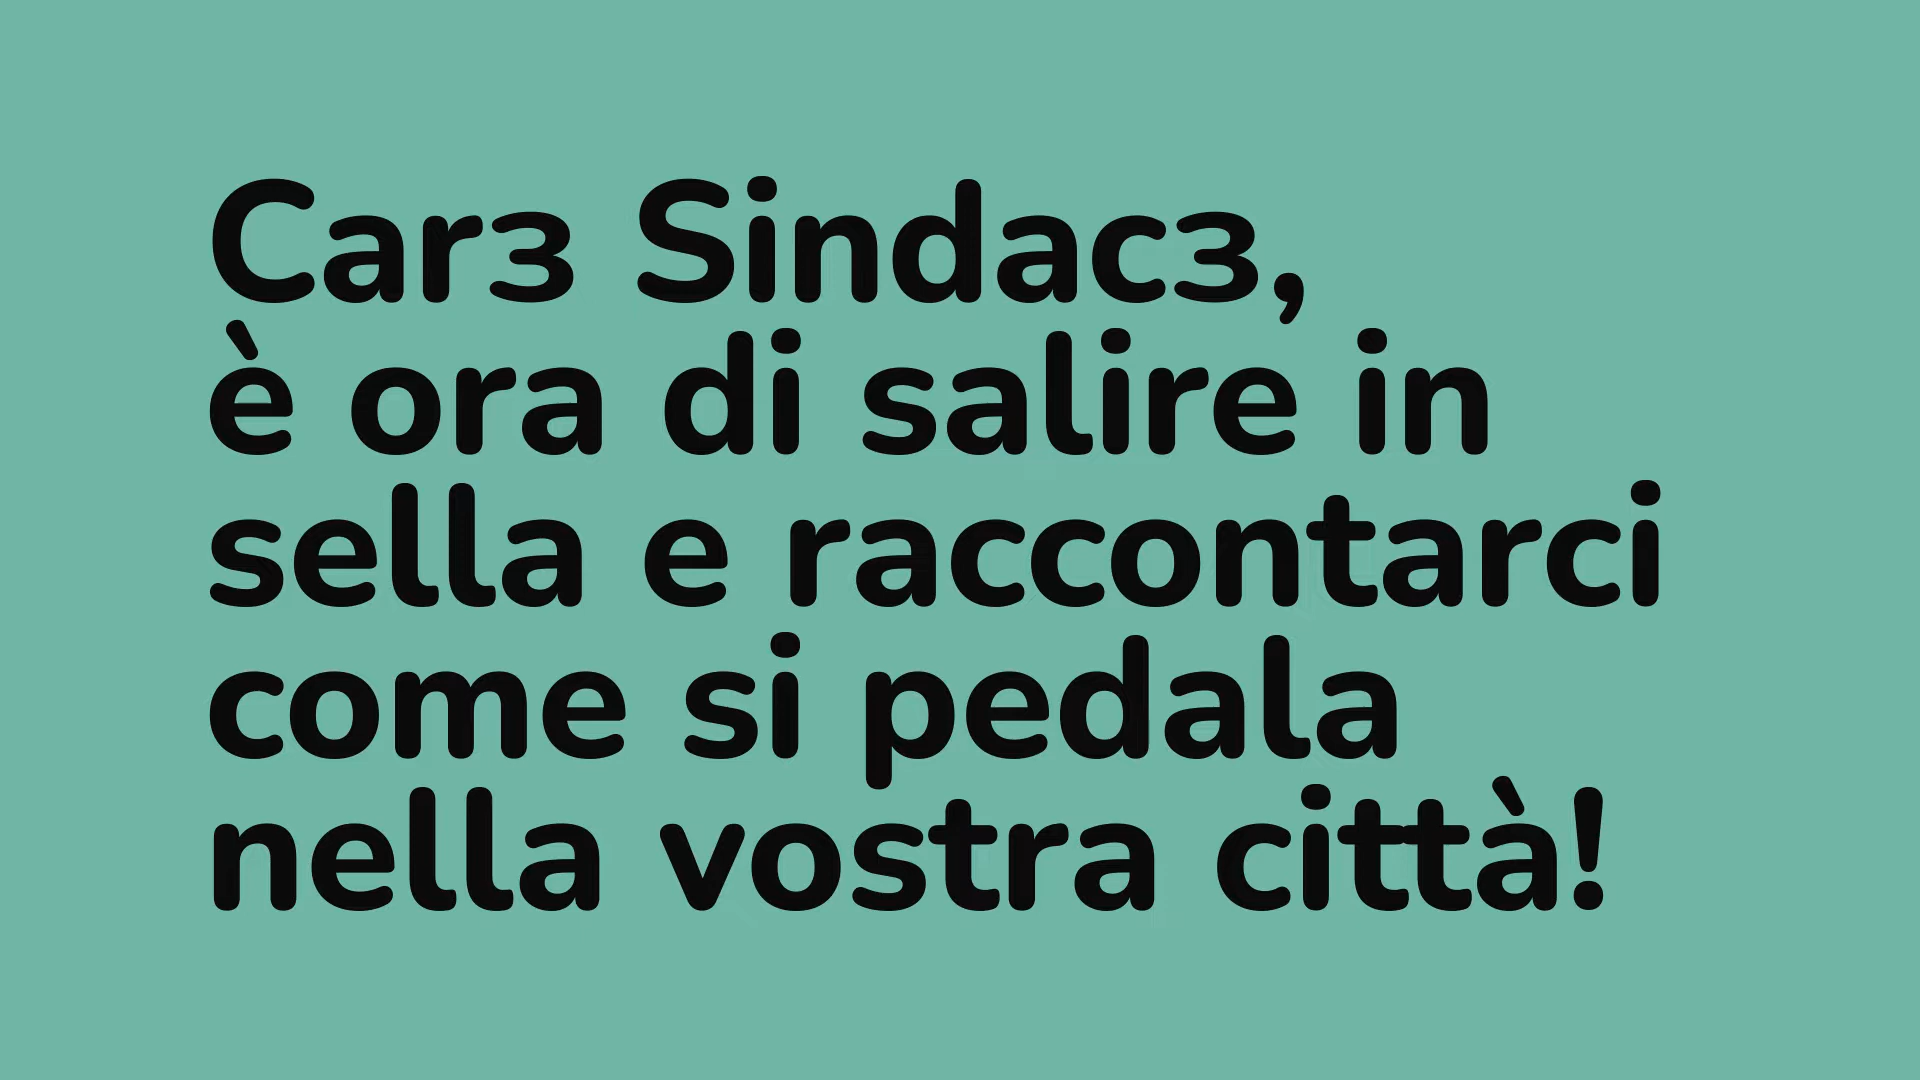 Carɜ Sindacɜ,
è ora di salire in
sella e raccontarci
come si pedala
nella vostra città!